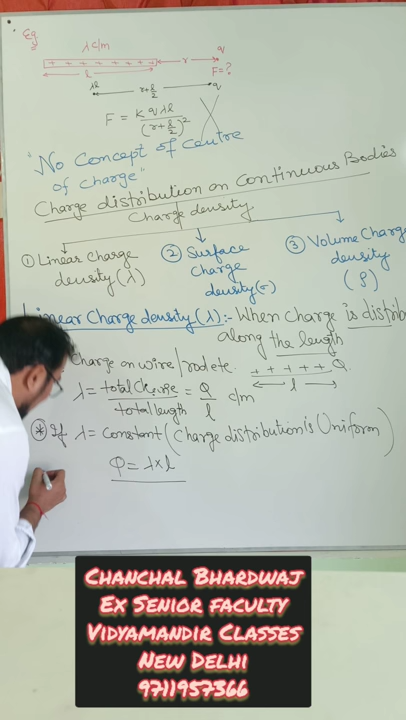 Eg
λ c/m
+ + + + + + + +
l
r
q
F=?
λl
r+l/2
q
F = k q λl / (r+l/2)²
"No Concept of Centre
of charge"
Charge distribution on Continuous Bodies
Charge density
① Linear Charge
density (λ)
② Surface
charge
density (σ)
③ Volume Charge
density
(ρ)
Linear Charge density (λ):- When Charge is distrib
along the length
Charge on wire/rod etc.
+ + + + + Q
l
λ = total Charge / total length = Q / l c/m
* If λ = Constant (Charge distribution is Uniform)
Q = λ×l
Chanchal Bhardwaj
Ex Senior faculty
Vidyamandir Classes
New Delhi
9711957366